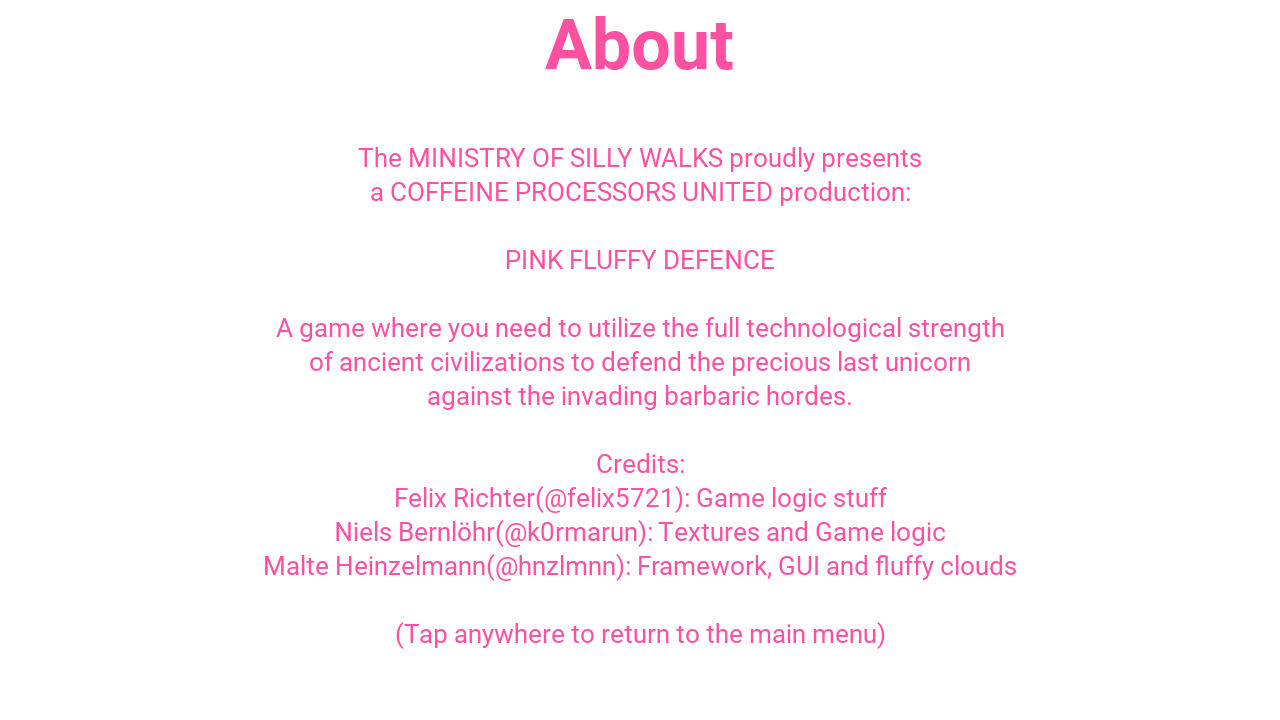 About
The MINISTRY OF SILLY WALKS proudly presents
a COFFEINE PROCESSORS UNITED production:
PINK FLUFFY DEFENCE
A game where you need to utilize the full technological strength
of ancient civilizations to defend the precious last unicorn
against the invading barbaric hordes.
Credits:
Felix Richter(@felix5721): Game logic stuff
Niels Bernlöhr(@k0rmarun): Textures and Game logic
Malte Heinzelmann(@hnzlmnn): Framework, GUI and fluffy clouds
(Tap anywhere to return to the main menu)